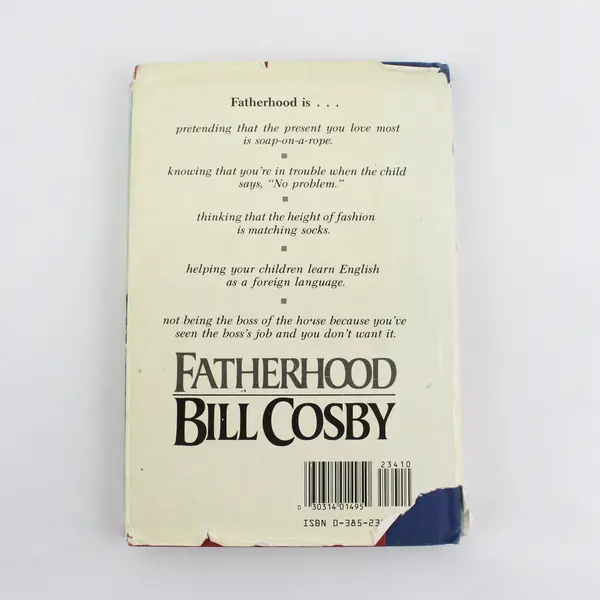 Fatherhood is . . .
pretending that the present you love most
is soap-on-a-rope.
knowing that you're in trouble when the child
says, "No problem."
thinking that the height of fashion
is matching socks.
helping your children learn English
as a foreign language.
not being the boss of the house because you've
seen the boss's job and you don't want it.
FATHERHOOD
BILL COSBY
23410
0 30314 01495
ISBN 0-385-23